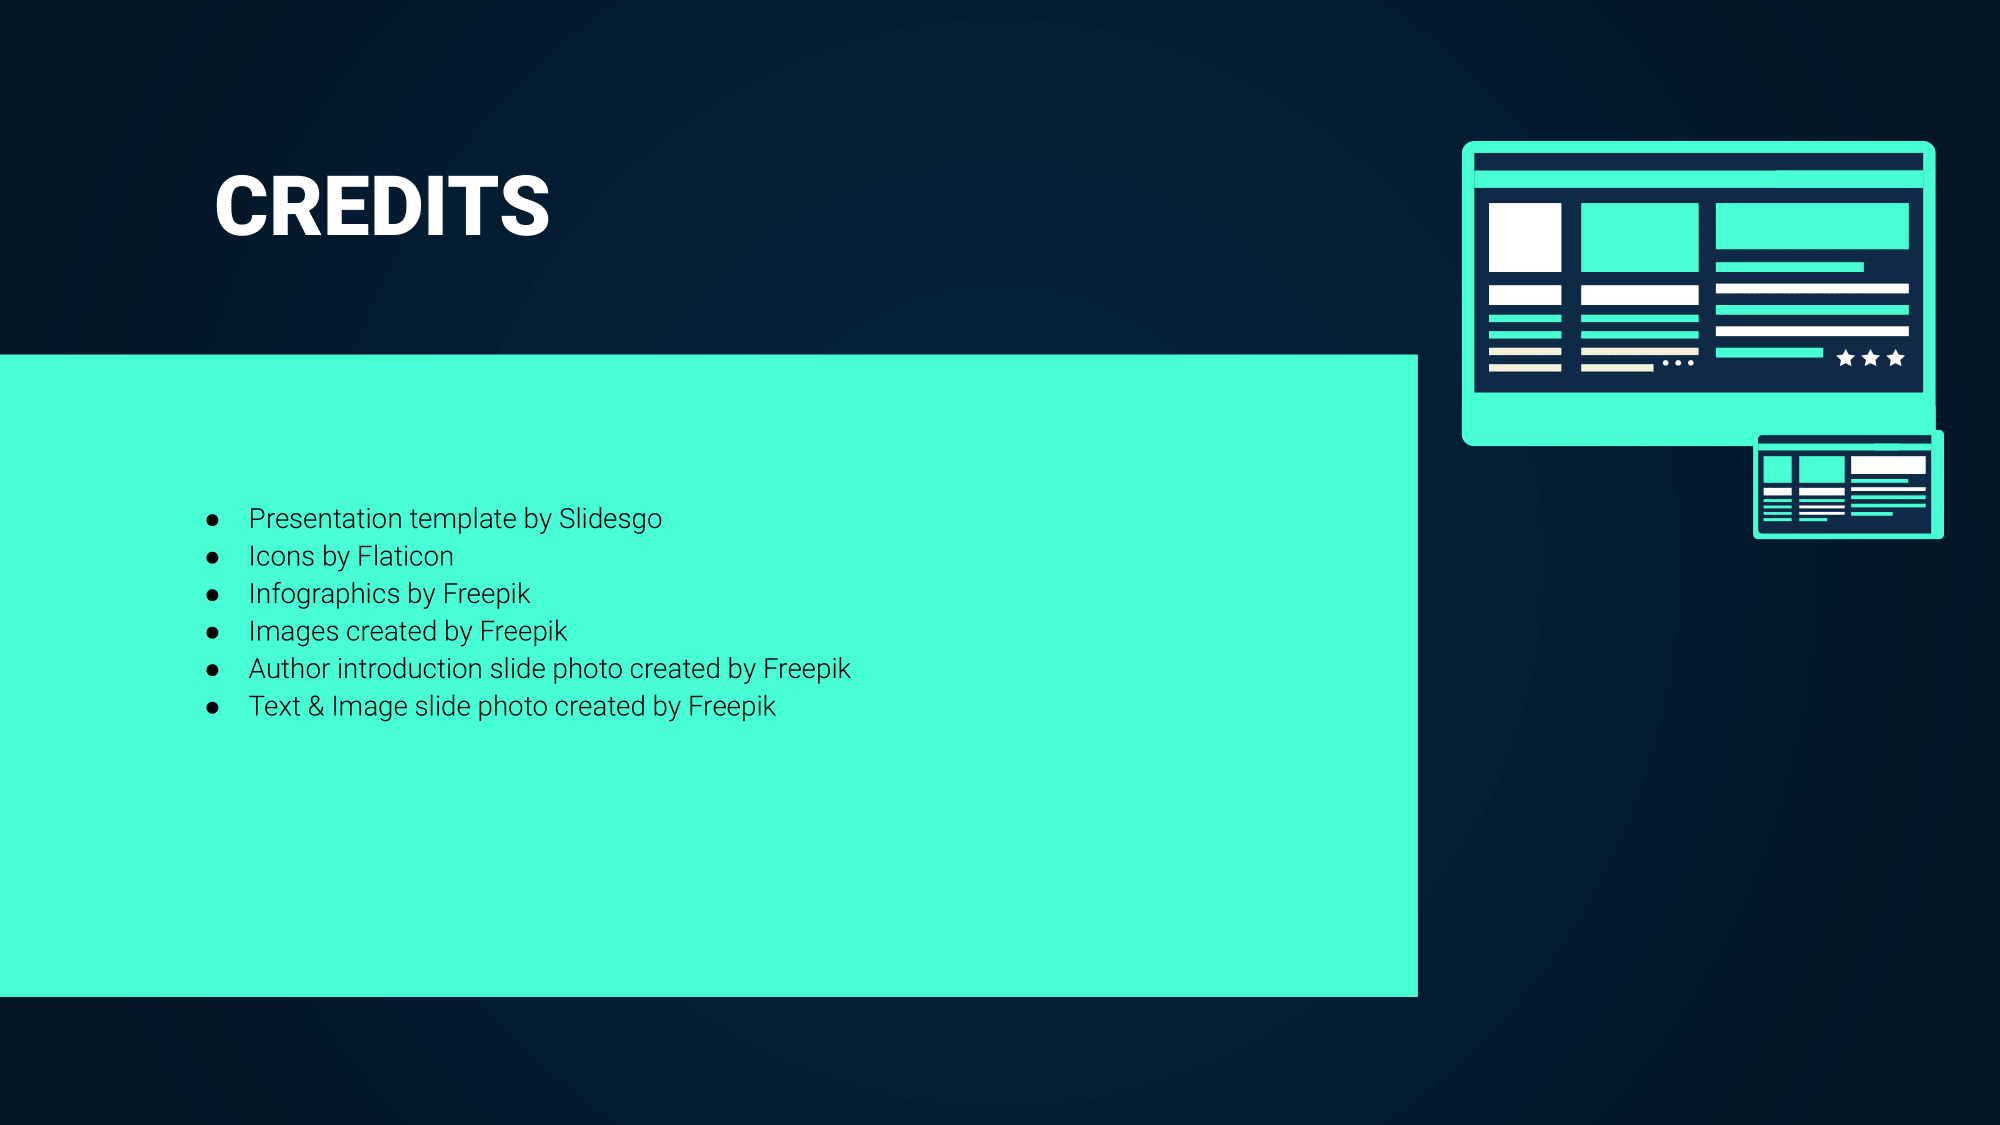 CREDITS
● Presentation template by Slidesgo
● Icons by Flaticon
● Infographics by Freepik
● Images created by Freepik
● Author introduction slide photo created by Freepik
● Text & Image slide photo created by Freepik